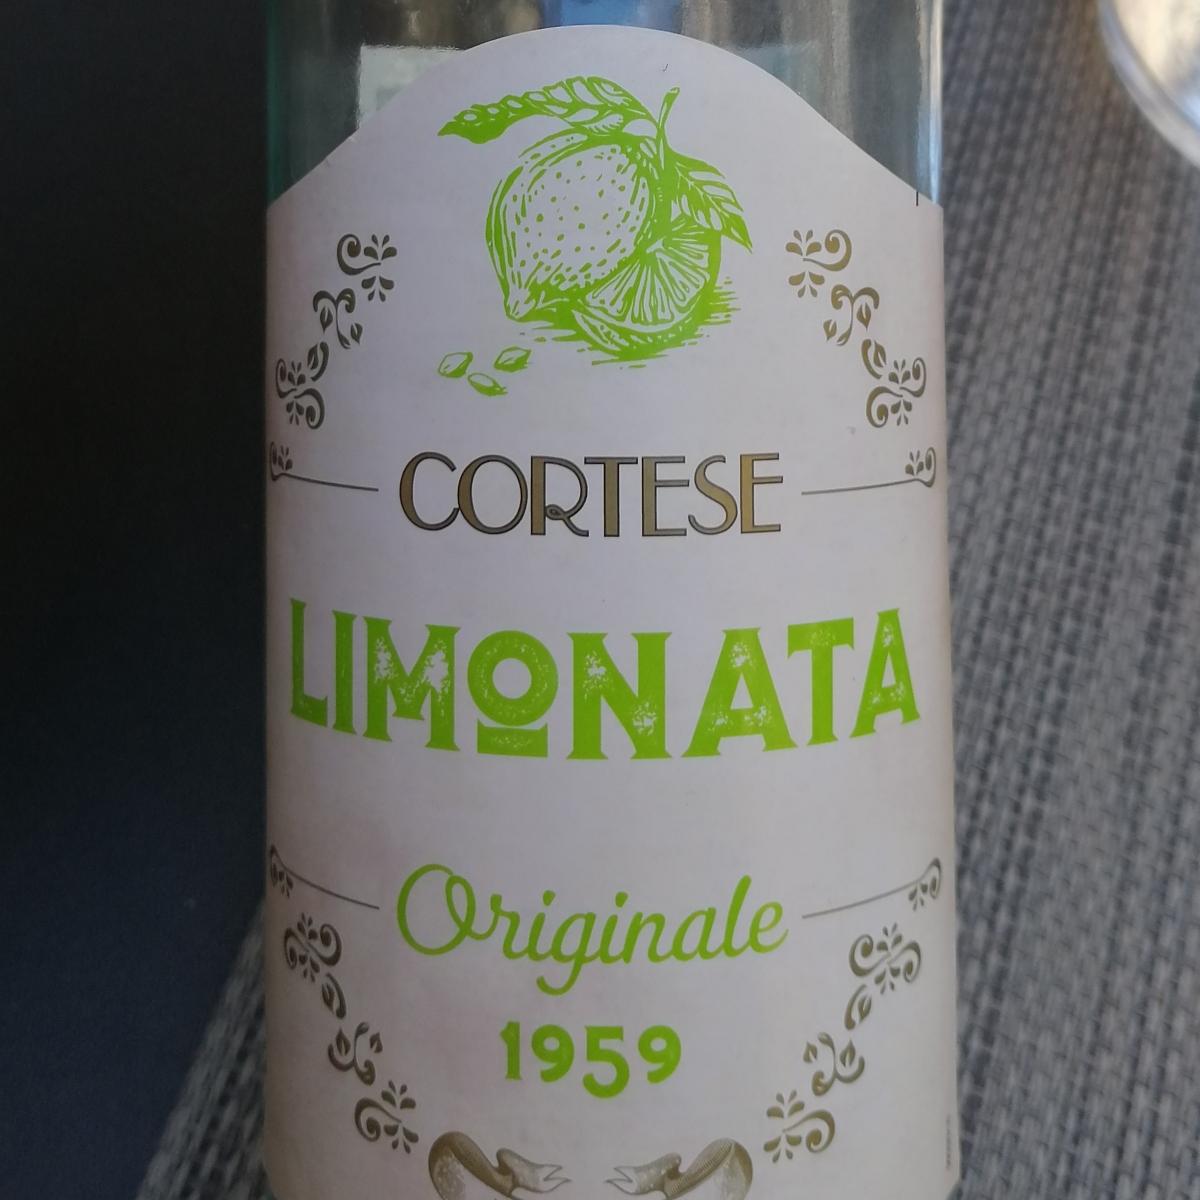 CORTESE
LIMONATA
Originale
1959